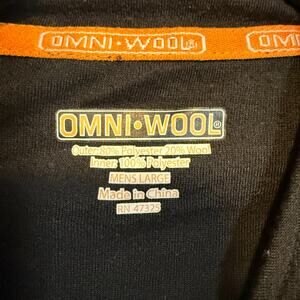 OMNI·WOOL® OMNI
OMNI·WOOL®
Outer: 80% Polyester 20% Wool
Inner: 100% Polyester
MENS LARGE
Made in China
RN 47325